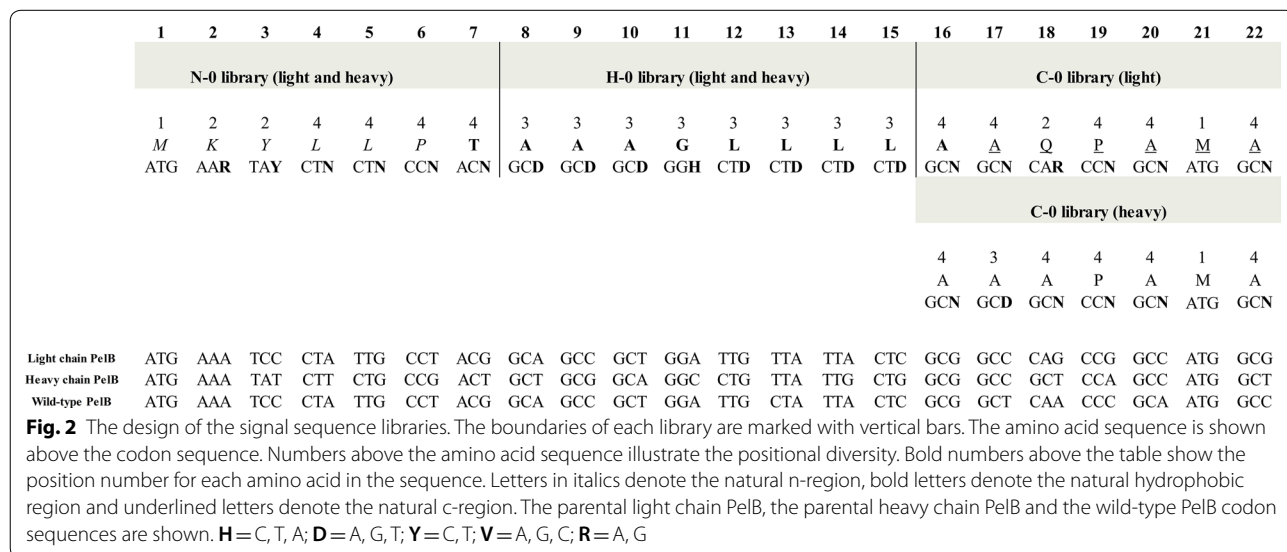 1 2 3 4 5 6 7 8 9 10 11 12 13 14 15 16 17 18 19 20 21 22
N-0 library (light and heavy) H-0 library (light and heavy) C-0 library (light)
1 2 2 4 4 4 4 3 3 3 3 3 3 3 3 4 4 2 4 4 1 4
M K Y L L P T A A A G L L L L A A Q P A M A
ATG AAR TAY CTN CTN CCN ACN GCD GCD GCD GGH CTD CTD CTD CTD GCN GCN CAR CCN GCN ATG GCN
C-0 library (heavy)
4 3 4 4 4 1 4
A A A P A M A
GCN GCD GCN CCN GCN ATG GCN
Light chain PelB ATG AAA TCC CTA TTG CCT ACG GCA GCC GCT GGA TTG TTA TTA CTC GCG GCC CAG CCG GCC ATG GCG
Heavy chain PelB ATG AAA TAT CTT CTG CCG ACT GCT GCG GCA GGC CTG TTA TTG CTG GCG GCC GCT CCA GCC ATG GCT
Wild-type PelB ATG AAA TCC CTA TTG CCT ACG GCA GCC GCT GGA TTG CTA TTA CTC GCG GCT CAA CCC GCA ATG GCC
Fig. 2 The design of the signal sequence libraries. The boundaries of each library are marked with vertical bars. The amino acid sequence is shown
above the codon sequence. Numbers above the amino acid sequence illustrate the positional diversity. Bold numbers above the table show the
position number for each amino acid in the sequence. Letters in italics denote the natural n-region, bold letters denote the natural hydrophobic
region and underlined letters denote the natural c-region. The parental light chain PelB, the parental heavy chain PelB and the wild-type PelB codon
sequences are shown. H = C, T, A; D = A, G, T; Y = C, T; V = A, G, C; R = A, G